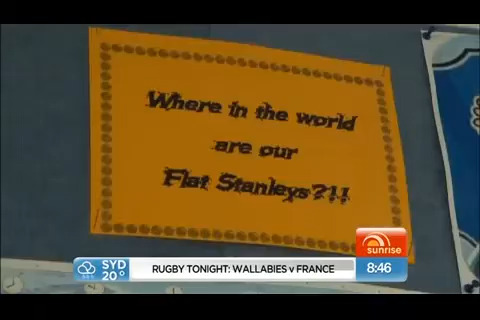 Where in the world
are our
Flat Stanleys?!!
sunrise
SYD
20°
RUGBY TONIGHT: WALLABIES v FRANCE
8:46